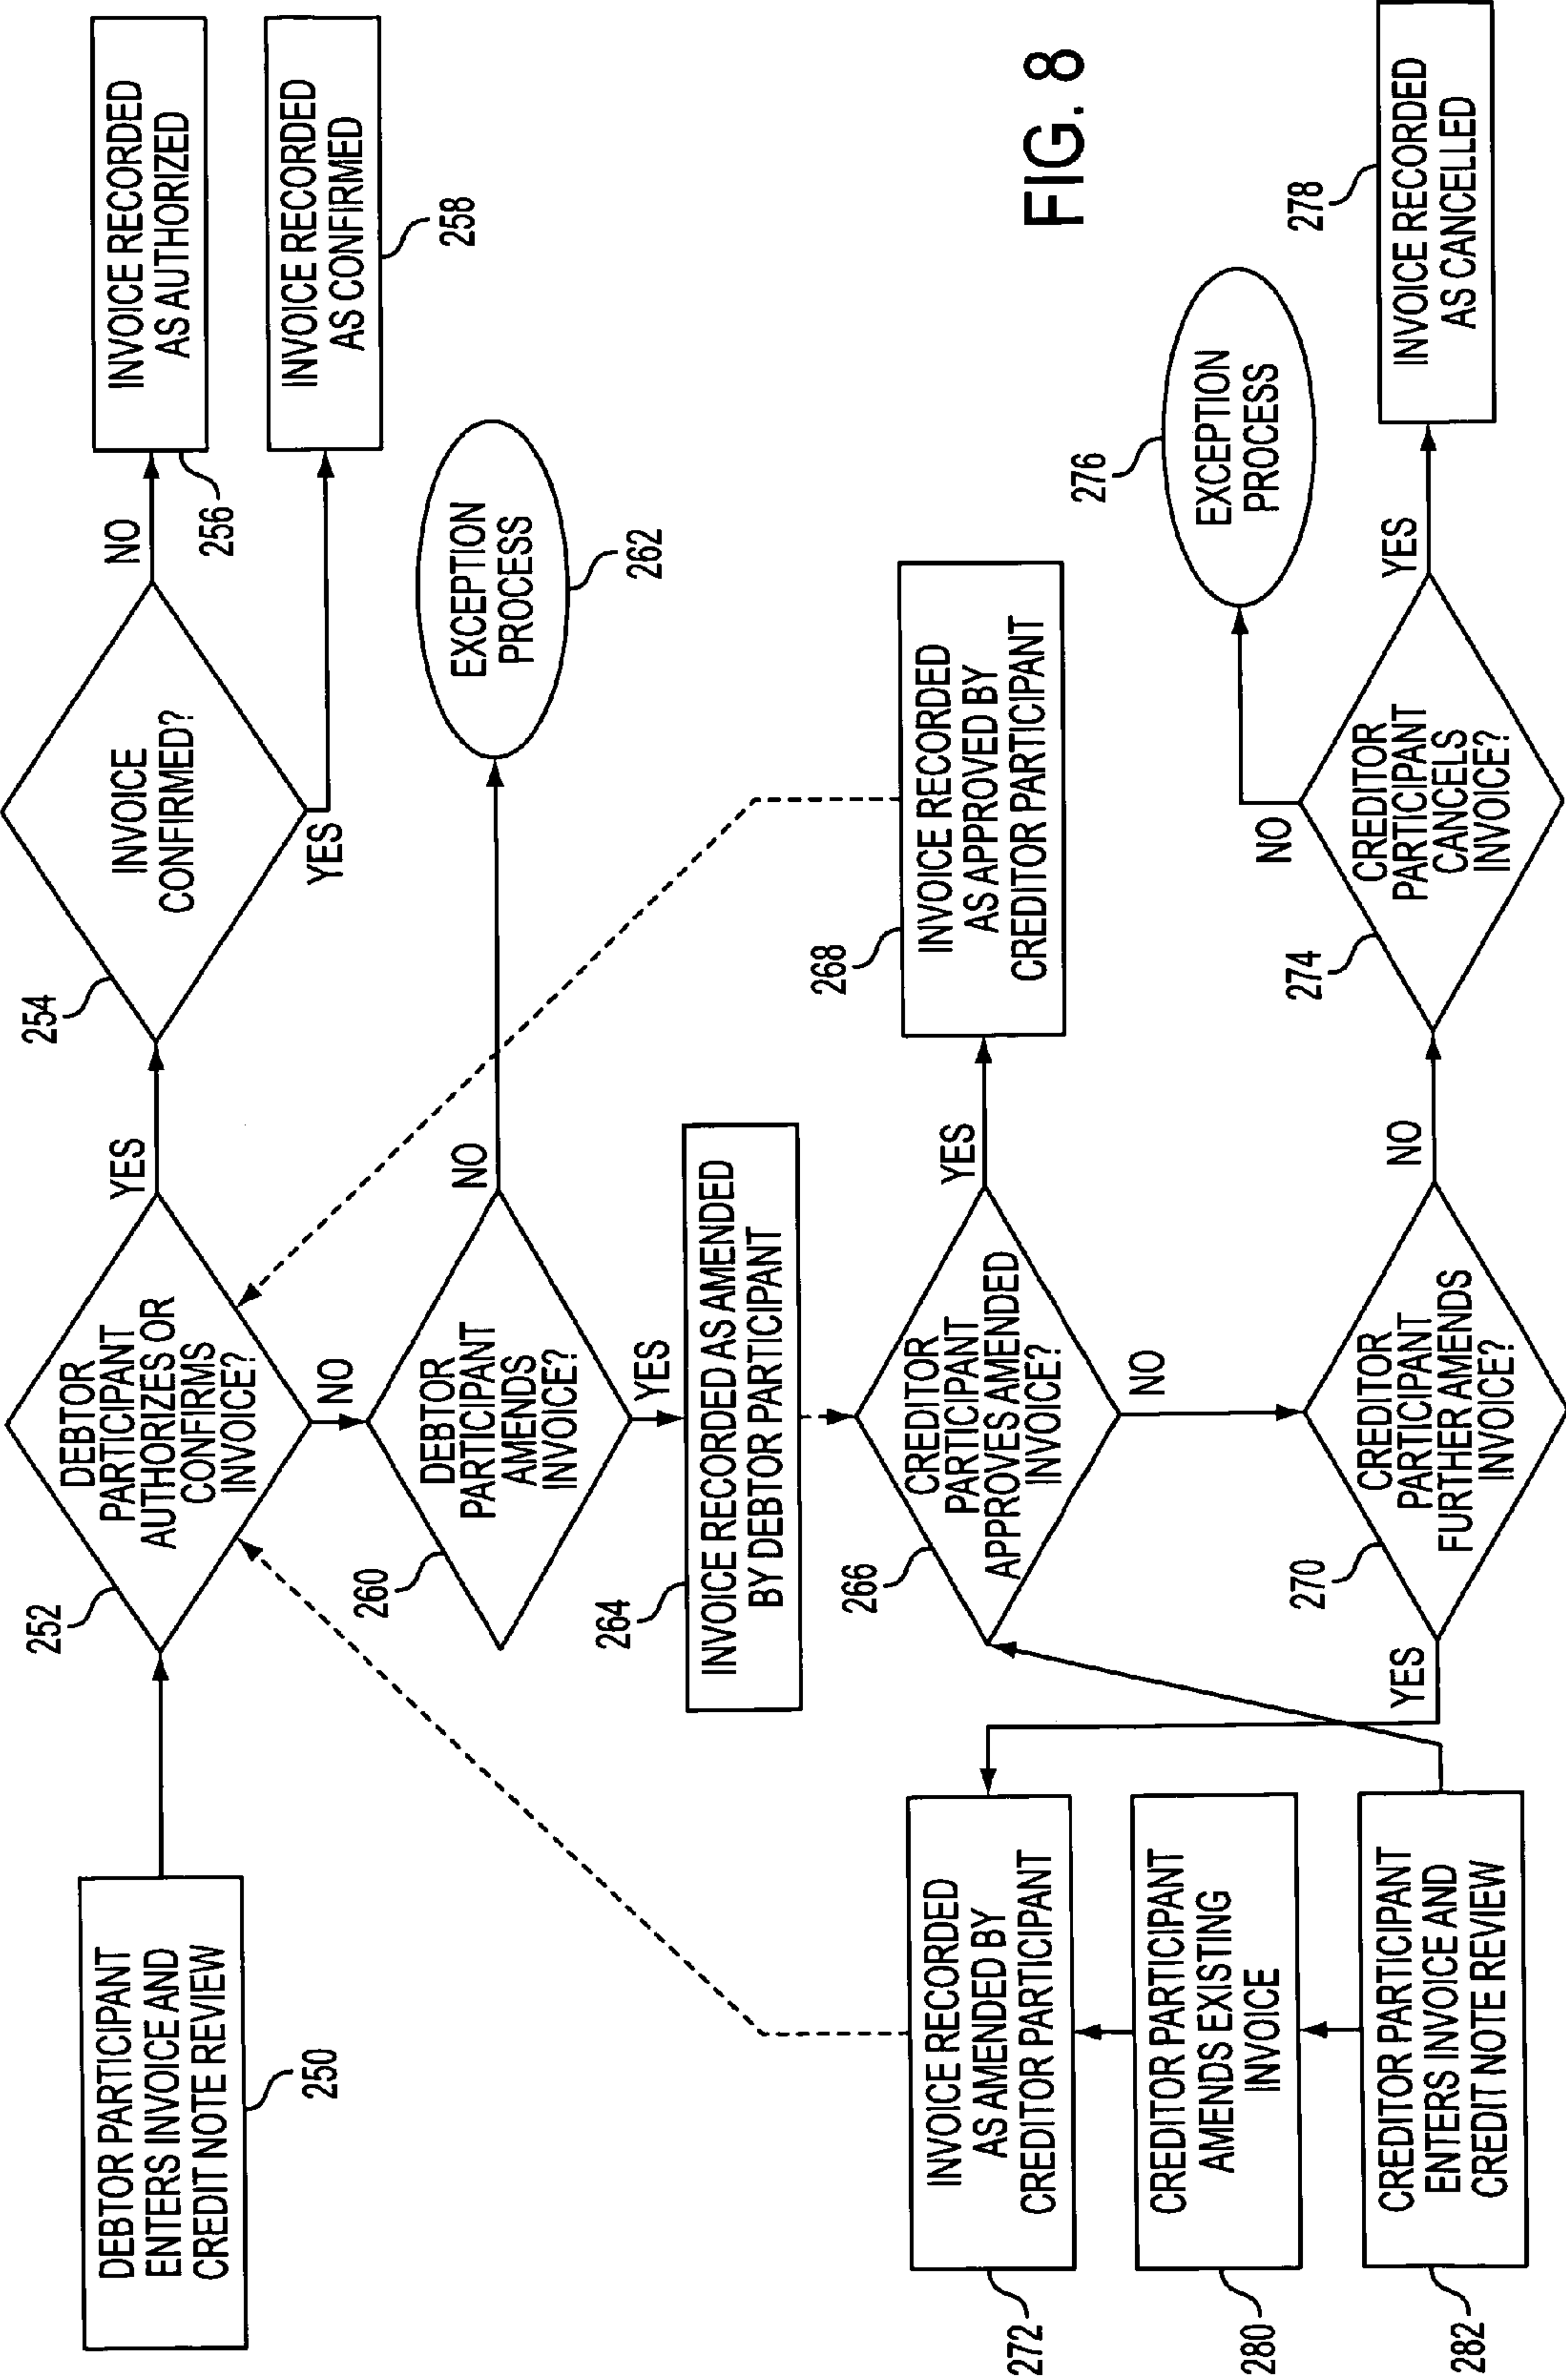 DEBTOR PARTICIPANT
ENTERS INVOICE AND
CREDIT NOTE REVIEW
250
252
DEBTOR
PARTICIPANT
AUTHORIZES OR
CONFIRMS
INVOICE?
YES
NO
254
INVOICE
CONFIRMED?
NO
YES
INVOICE RECORDED
AS AUTHORIZED
256
INVOICE RECORDED
AS CONFIRMED
258
260
DEBTOR
PARTICIPANT
AMENDS
INVOICE?
NO
YES
EXCEPTION
PROCESS
262
264
INVOICE RECORDED AS AMENDED
BY DEBTOR PARTICIPANT
266
CREDITOR
PARTICIPANT
APPROVES AMENDED
INVOICE?
YES
NO
268
INVOICE RECORDED
AS APPROVED BY
CREDITOR PARTICIPANT
FIG. 8
INVOICE RECORDED
AS AMENDED BY
CREDITOR PARTICIPANT
272
CREDITOR PARTICIPANT
AMENDS EXISTING
INVOICE
280
CREDITOR PARTICIPANT
ENTERS INVOICE AND
CREDIT NOTE REVIEW
282
YES
270
CREDITOR
PARTICIPANT
FURTHER AMENDS
INVOICE?
NO
274
CREDITOR
PARTICIPANT
CANCELS
INVOICE?
NO
YES
276
EXCEPTION
PROCESS
278
INVOICE RECORDED
AS CANCELLED